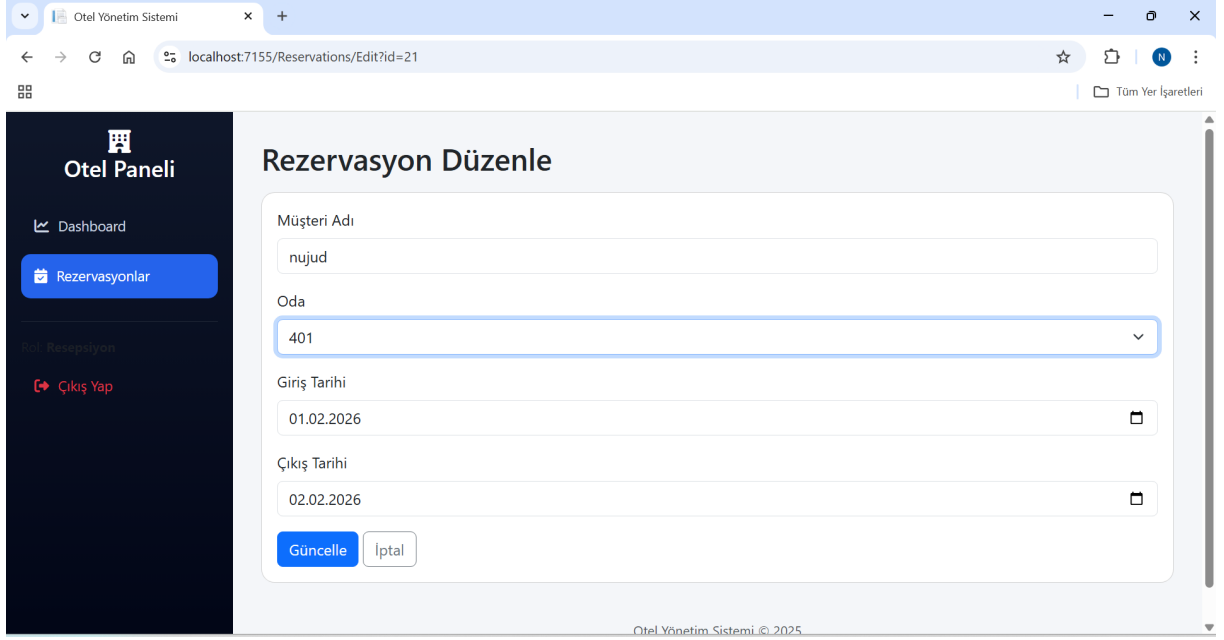 Otel Yönetim Sistemi
localhost:7155/Reservations/Edit?id=21
N
Tüm Yer İşaretleri
Otel Paneli
Dashboard
Rezervasyonlar
Rol: Resepsiyon
Çıkış Yap
Rezervasyon Düzenle
Müşteri Adı
nujud
Oda
401
Giriş Tarihi
01.02.2026
Çıkış Tarihi
02.02.2026
Güncelle
İptal
Otel Yönetim Sistemi © 2025